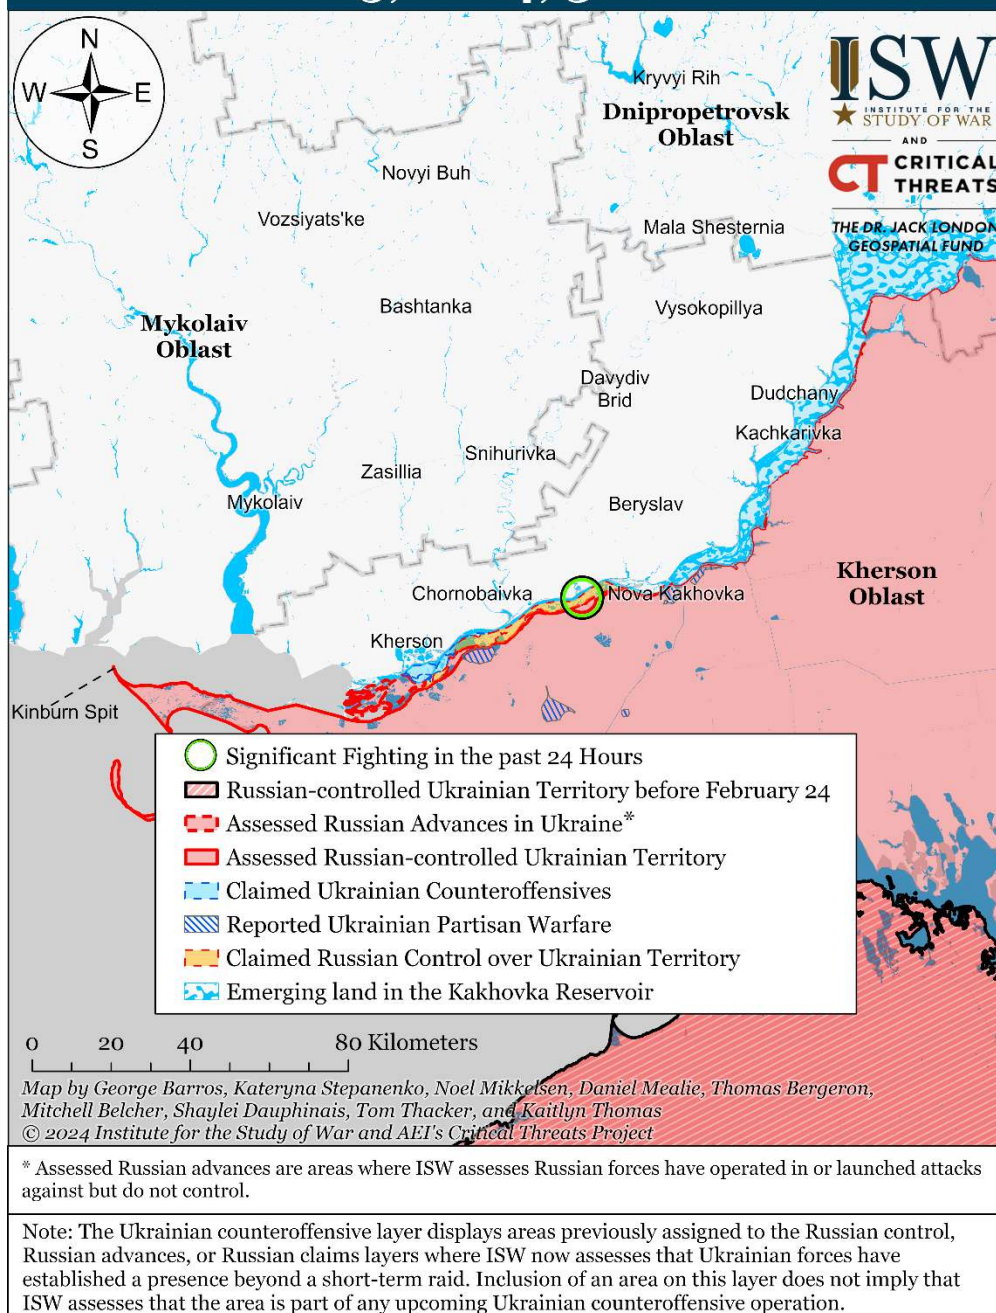 N
W E
S
Kryvyi Rih
Dnipropetrovsk
Oblast
ISW
INSTITUTE FOR THE
STUDY OF WAR
AND
CT CRITICAL
THREATS
THE DR. JACK LONDON
GEOSPATIAL FUND
Novyi Buh
Vozsiyats'ke
Mala Shesternia
Bashtanka
Vysokopillya
Mykolaiv
Oblast
Davydiv
Brid
Dudchany
Kachkarivka
Snihurivka
Zasillia
Mykolaiv
Beryslav
Kherson
Oblast
Chornobaivka
Nova Kakhovka
Kherson
Kinburn Spit
Significant Fighting in the past 24 Hours
Russian-controlled Ukrainian Territory before February 24
Assessed Russian Advances in Ukraine*
Assessed Russian-controlled Ukrainian Territory
Claimed Ukrainian Counteroffensives
Reported Ukrainian Partisan Warfare
Claimed Russian Control over Ukrainian Territory
Emerging land in the Kakhovka Reservoir
0 20 40 80 Kilometers
Map by George Barros, Kateryna Stepanenko, Noel Mikkelsen, Daniel Mealie, Thomas Bergeron,
Mitchell Belcher, Shaylei Dauphinais, Tom Thacker, and Kaitlyn Thomas
© 2024 Institute for the Study of War and AEI's Critical Threats Project
* Assessed Russian advances are areas where ISW assesses Russian forces have operated in or launched attacks
against but do not control.
Note: The Ukrainian counteroffensive layer displays areas previously assigned to the Russian control,
Russian advances, or Russian claims layers where ISW now assesses that Ukrainian forces have
established a presence beyond a short-term raid. Inclusion of an area on this layer does not imply that
ISW assesses that the area is part of any upcoming Ukrainian counteroffensive operation.